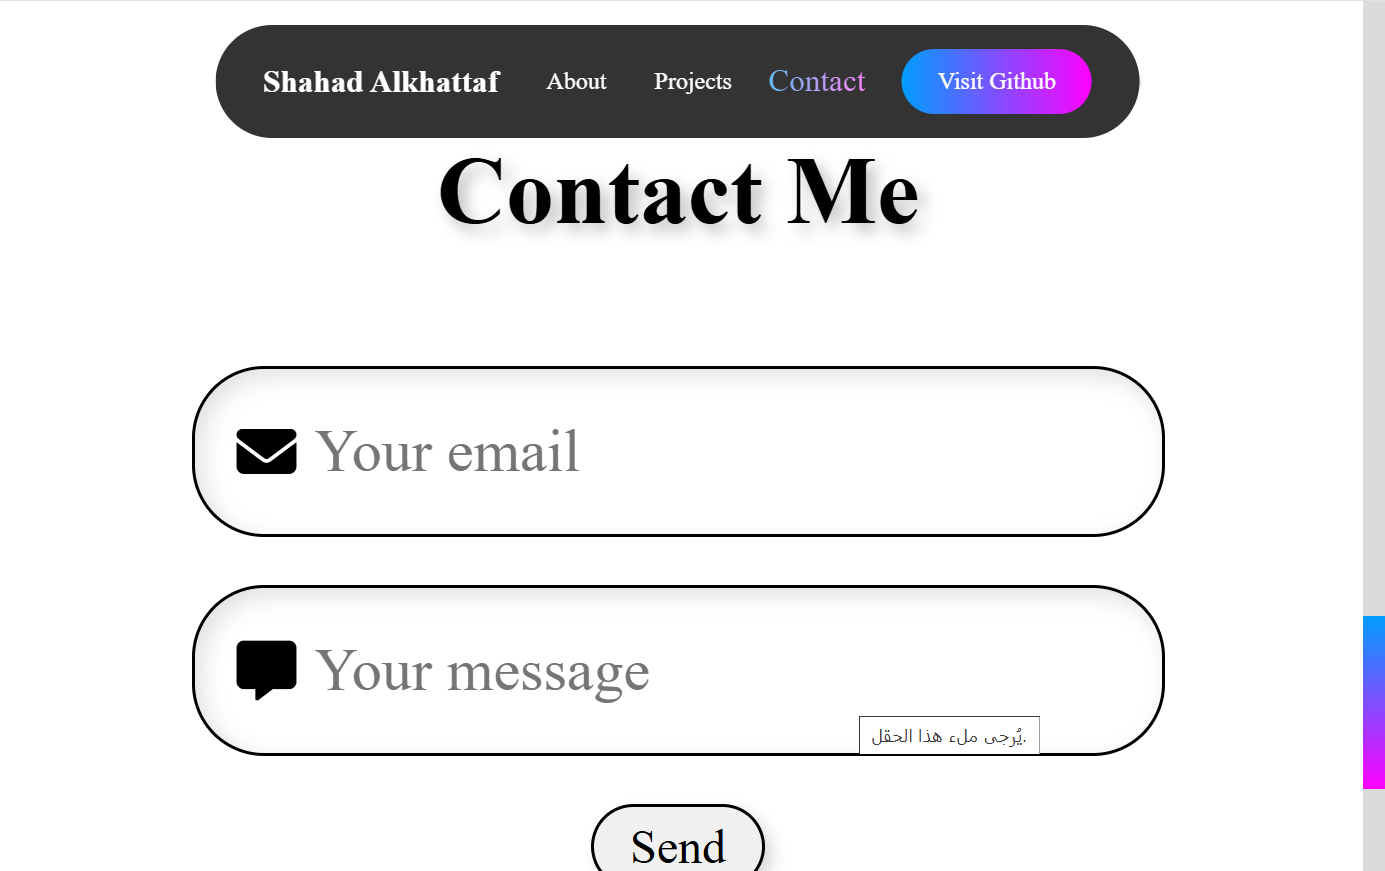 Shahad Alkhattaf About Projects Contact Visit Github
Contact Me
Your email
Your message
يُرجى ملء هذا الحقل.
Send